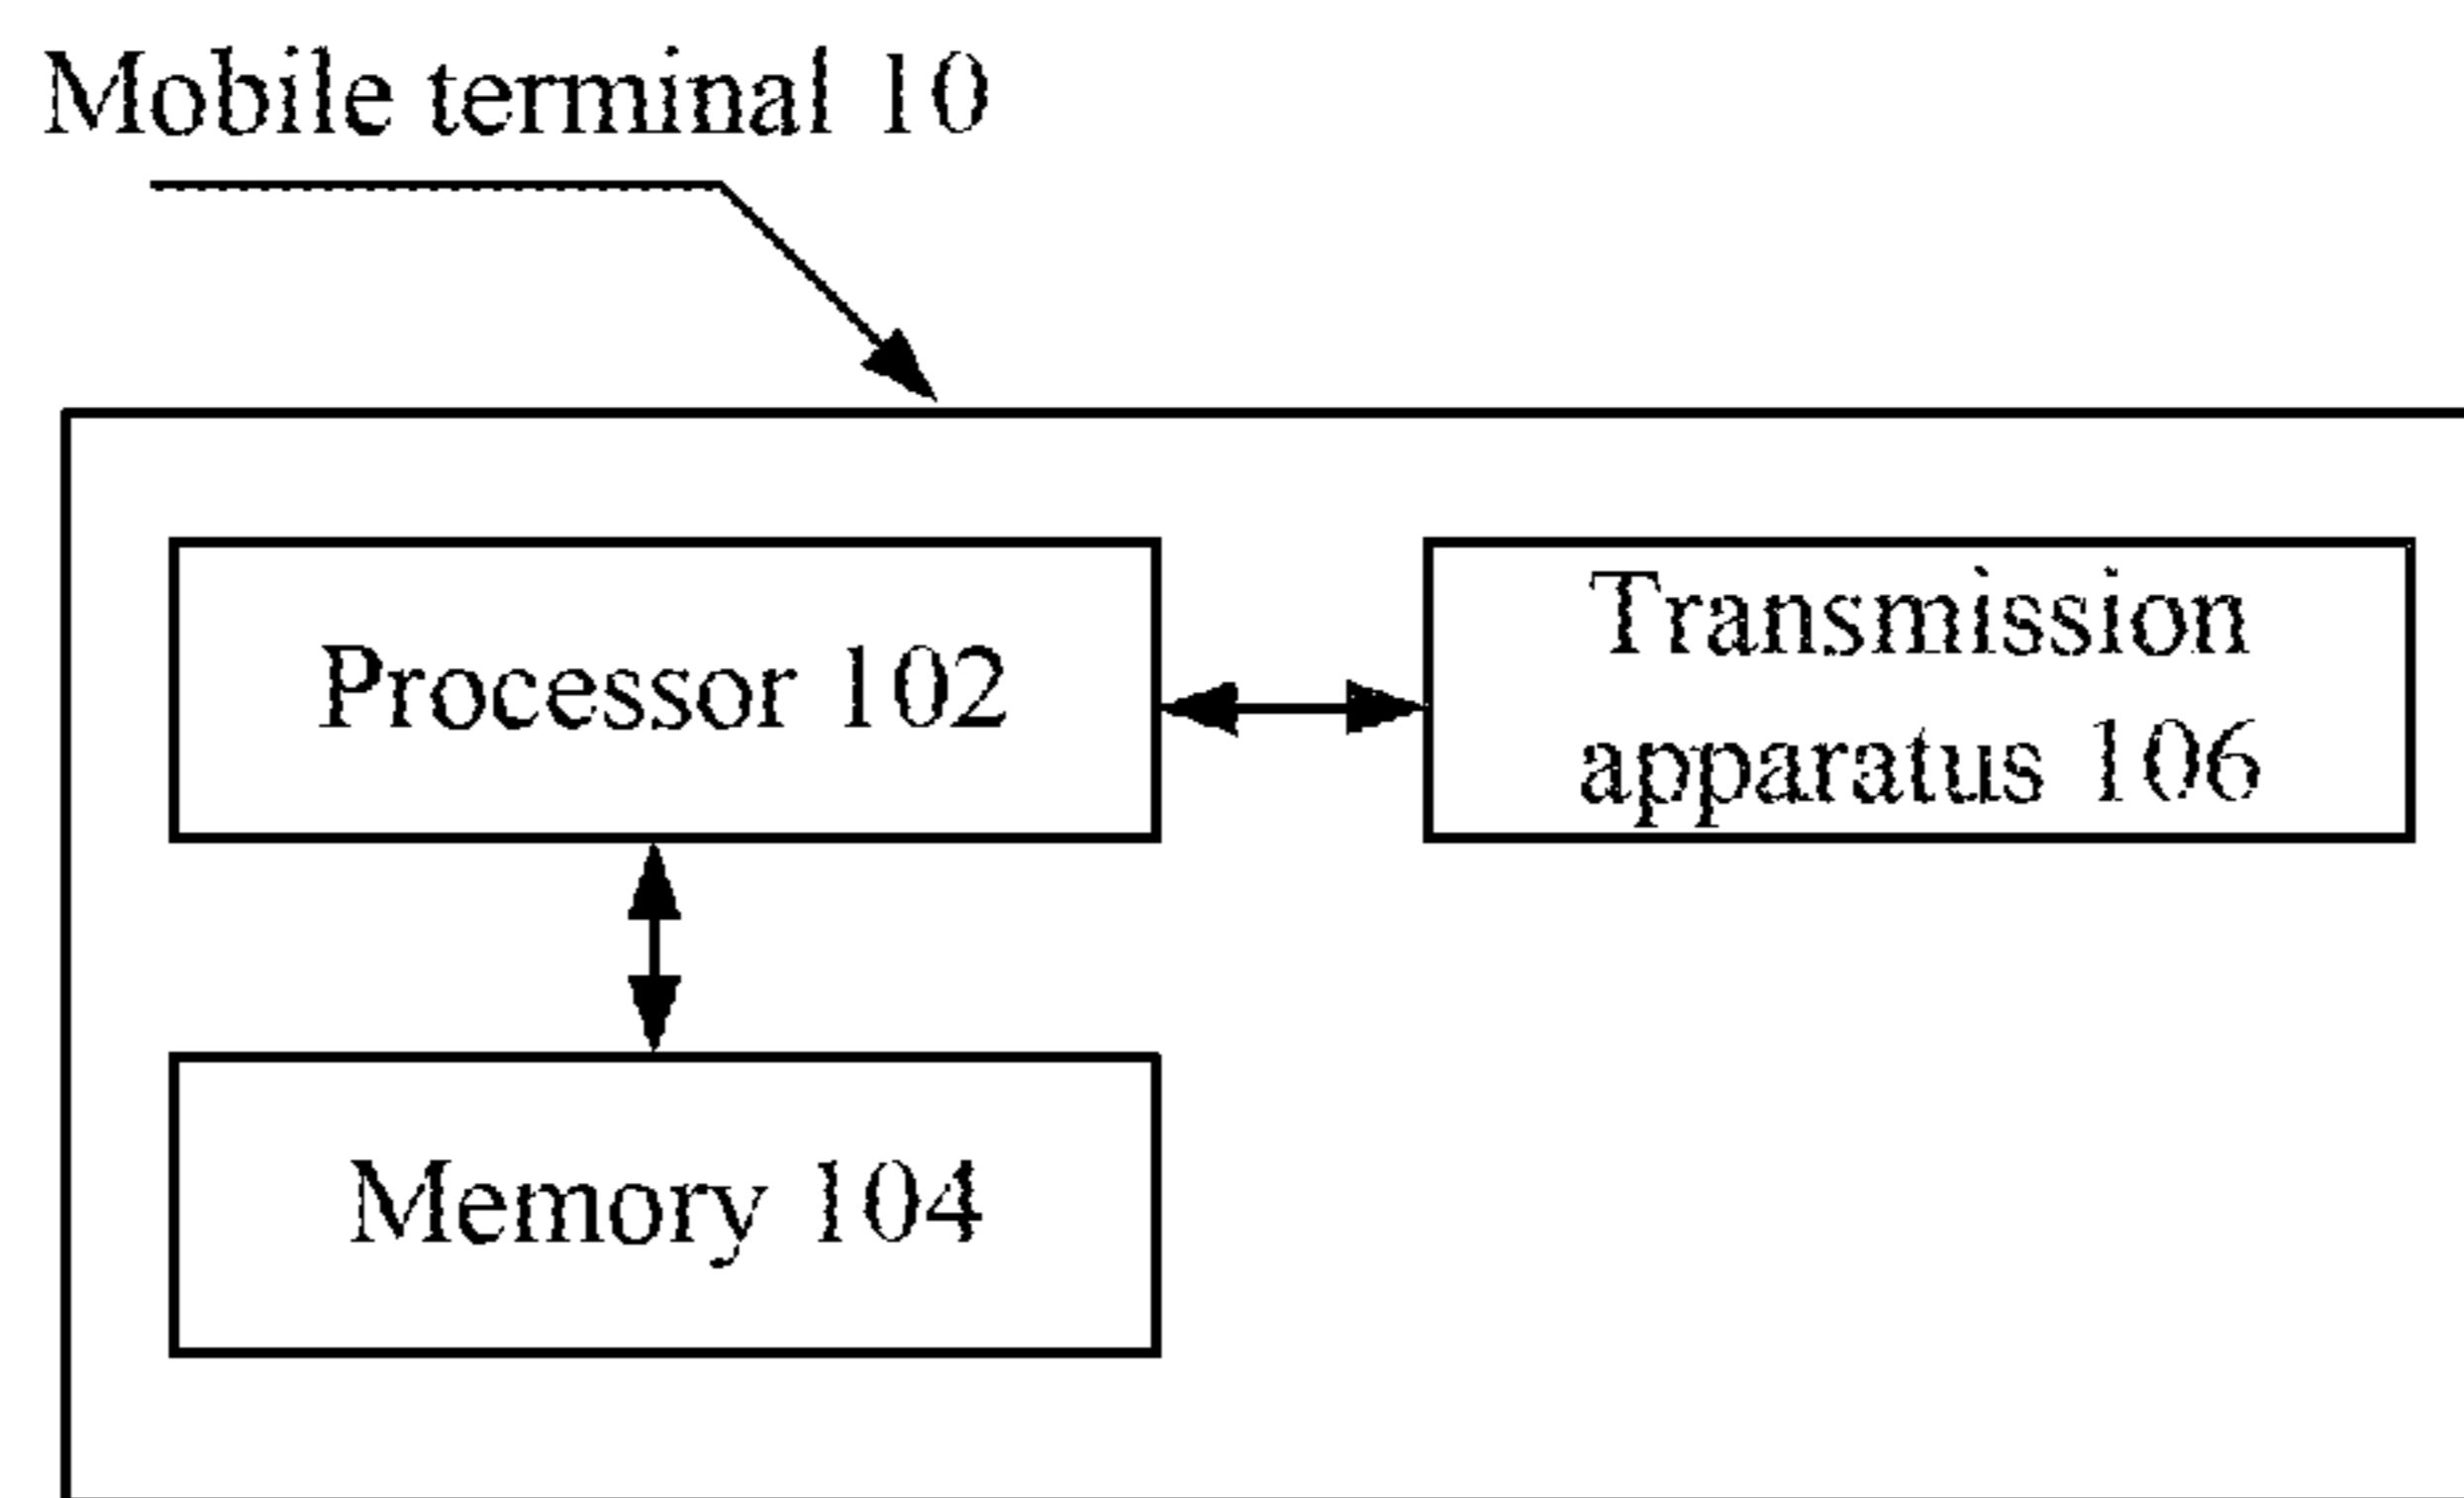 Mobile terminal 10
Processor 102
Transmission
apparatus 106
Memory 104